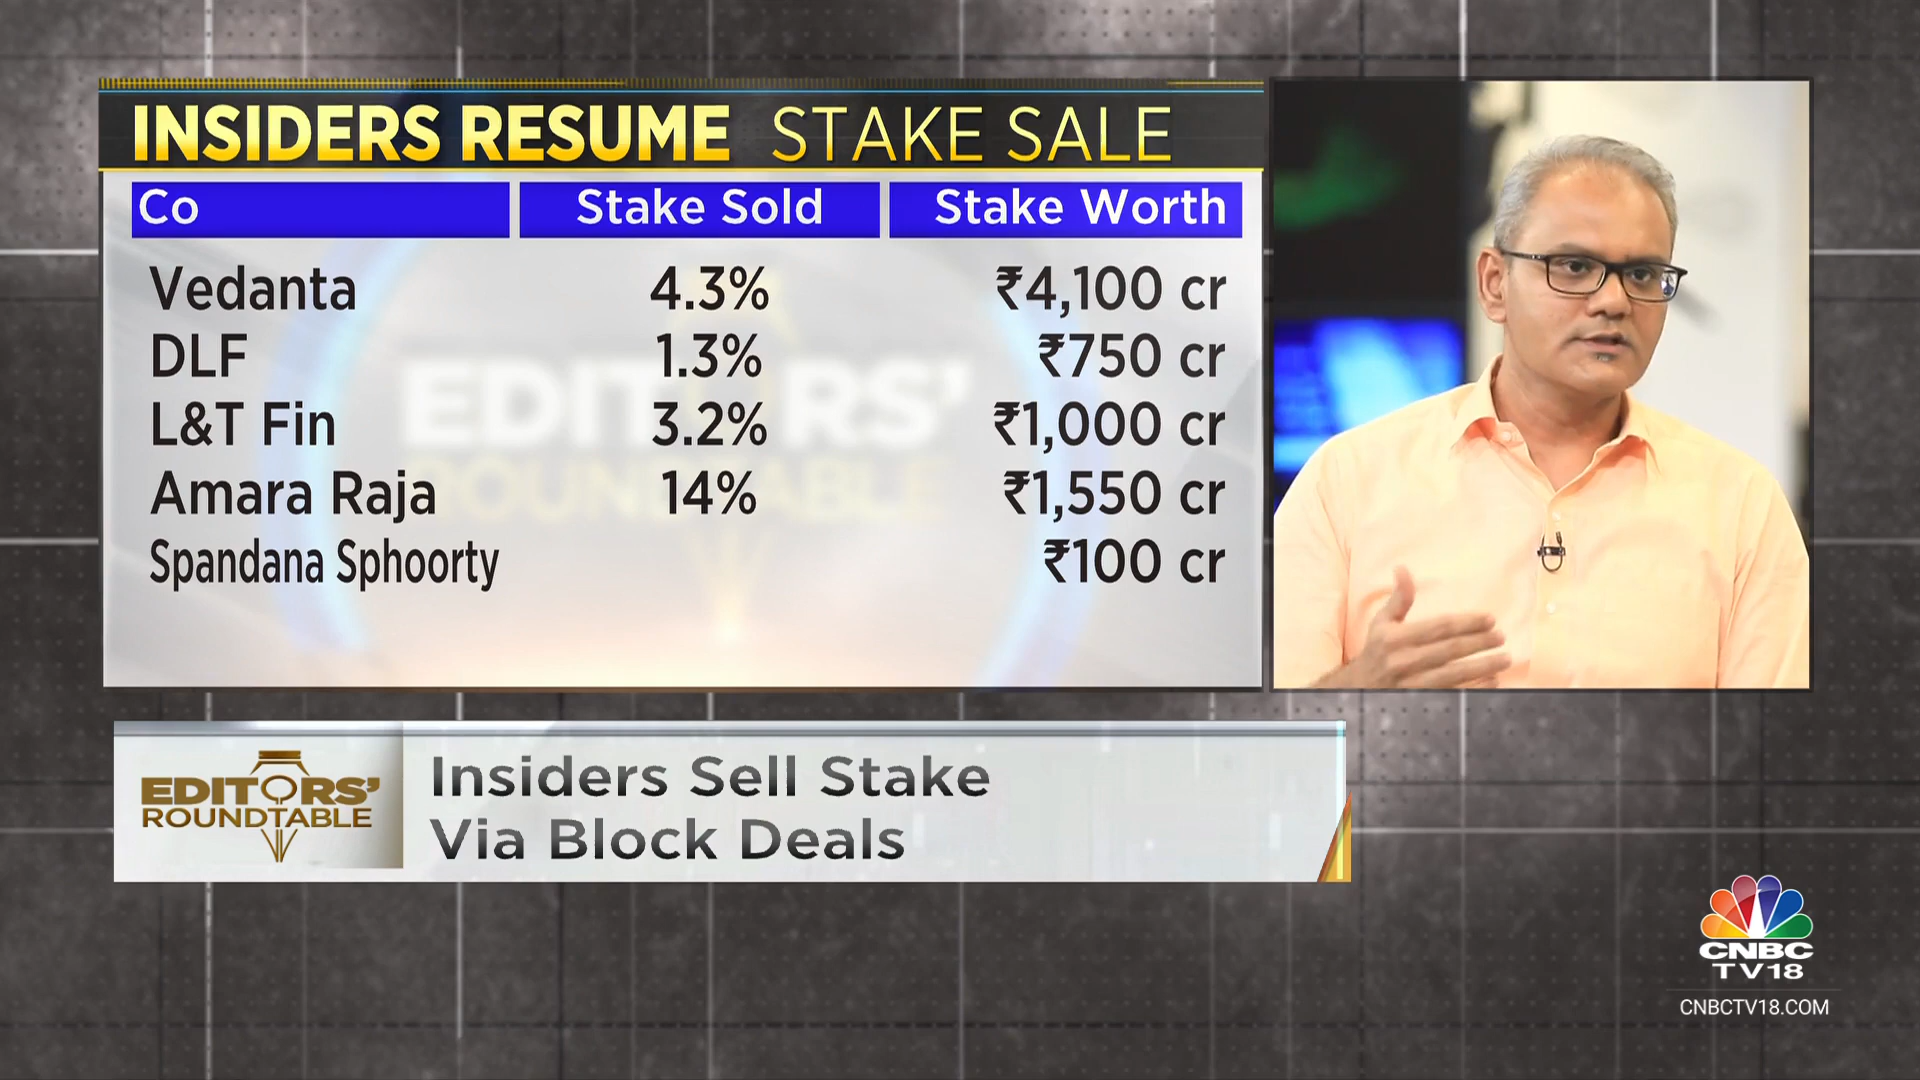 INSIDERS RESUME STAKE SALE
Co Stake Sold Stake Worth
Vedanta 4.3% ₹4,100 cr
DLF 1.3% ₹750 cr
L&T Fin 3.2% ₹1,000 cr
Amara Raja 14% ₹1,550 cr
Spandana Sphoorty ₹100 cr
EDITORS'
ROUNDTABLE
EDITORS'
ROUNDTABLE
Insiders Sell Stake
Via Block Deals
CNBC
TV18
CNBCTV18.COM